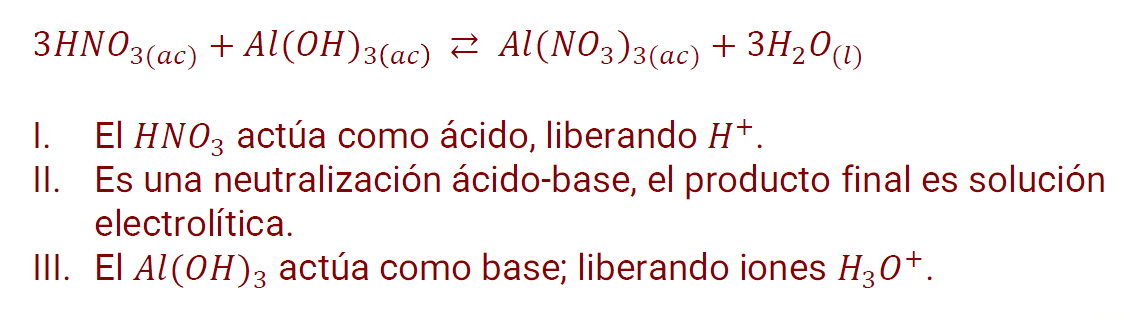 3HNO₃₍ac₎ + Al(OH)₃₍ac₎ ⇄ Al(NO₃)₃₍ac₎ + 3H₂O₍l₎
I. El HNO₃ actúa como ácido, liberando H⁺.
II. Es una neutralización ácido-base, el producto final es solución
electrolítica.
III. El Al(OH)₃ actúa como base; liberando iones H₃O⁺.